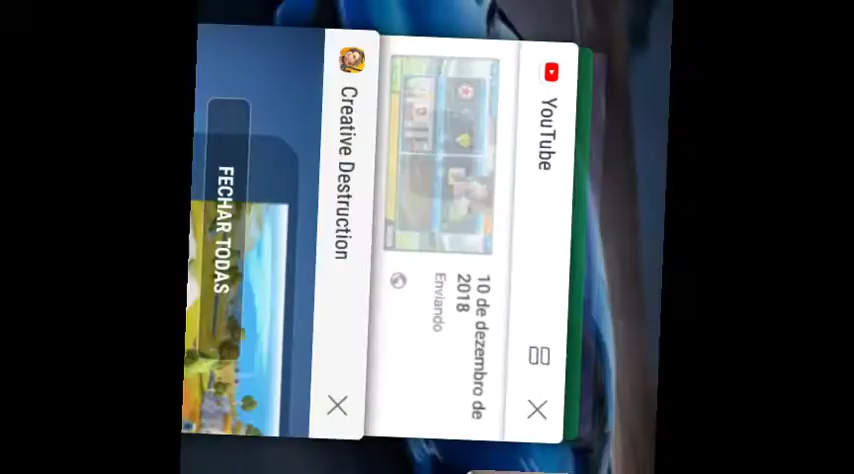 YouTube
10 de dezembro de
2018
Enviando
Creative Destruction
FECHAR TODAS